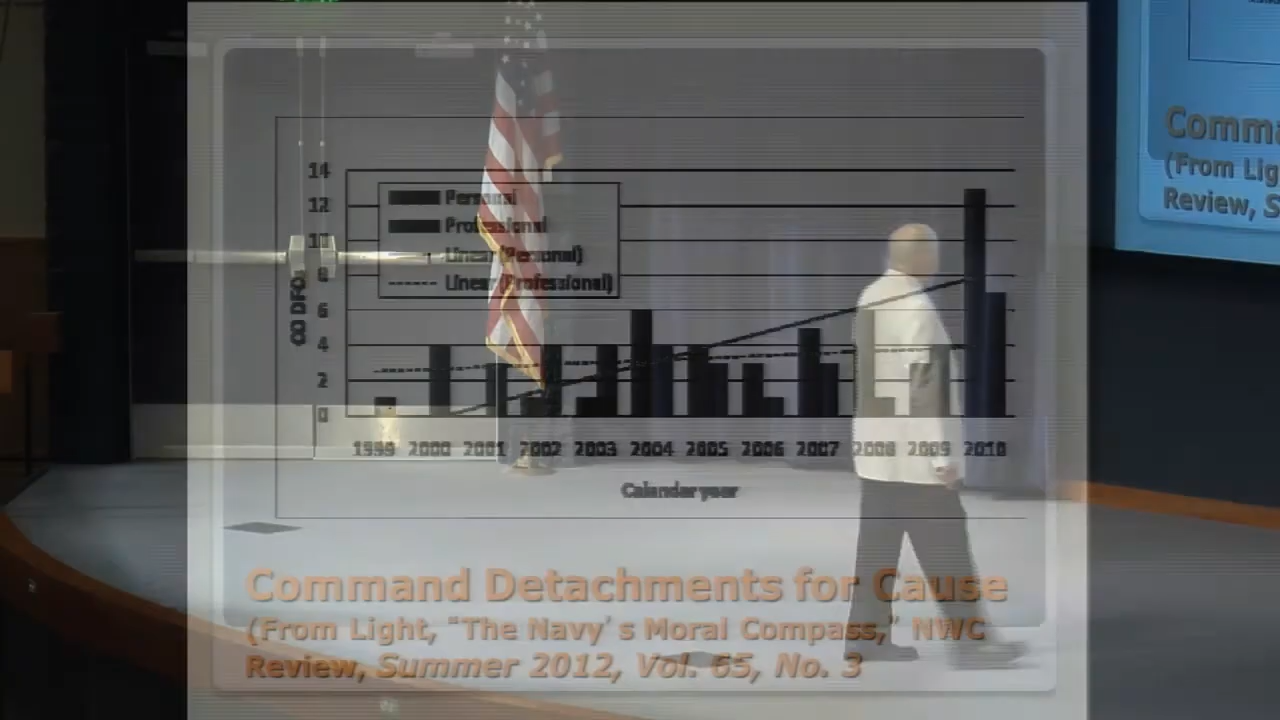 14
12
10
8
6
4
2
0
CO DFCs
Personal
Professional
Linear (Personal)
Linear (Professional)
1999 2000 2001 2002 2003 2004 2005 2006 2007 2008 2009 2010
Calendar year
Command Detachments for Cause
(From Light, "The Navy's Moral Compass," NWC
Review, Summer 2012, Vol. 65, No. 3
Comma
(From Lig
Review, S